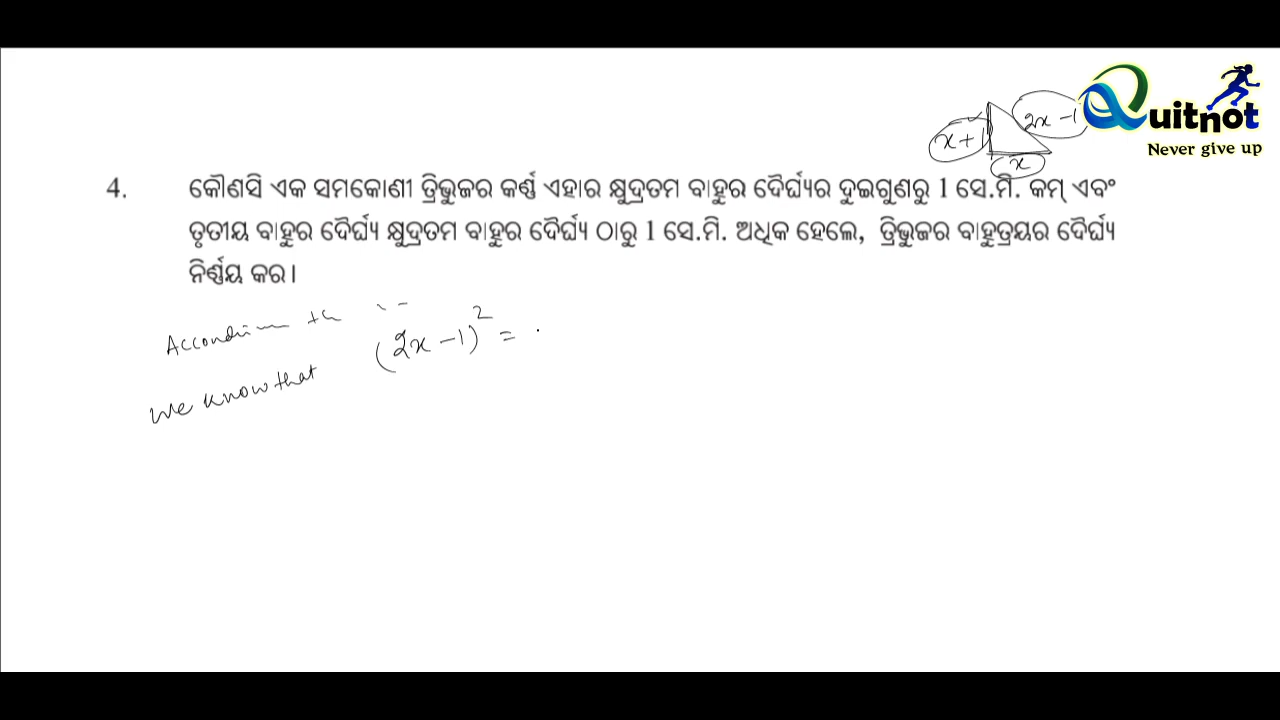 Quitnot
Never give up
x+1
2x-1
x
4. କୌଣସି ଏକ ସମକୋଣୀ ତ୍ରିଭୁଜର କର୍ଣ୍ଣ ଏହାର କ୍ଷୁଦ୍ରତମ ବାହୁର ଦୈର୍ଘ୍ୟର ଦୁଇଗୁଣରୁ 1 ସେ.ମି. କମ୍ ଏବଂ
ତୃତୀୟ ବାହୁର ଦୈର୍ଘ୍ୟ କ୍ଷୁଦ୍ରତମ ବାହୁର ଦୈର୍ଘ୍ୟ ଠାରୁ 1 ସେ.ମି. ଅଧିକ ହେଲେ, ତ୍ରିଭୁଜର ବାହୁତ୍ରୟର ଦୈର୍ଘ୍ୟ
ନିର୍ଣ୍ଣୟ କର।
We know that (2x-1)² =